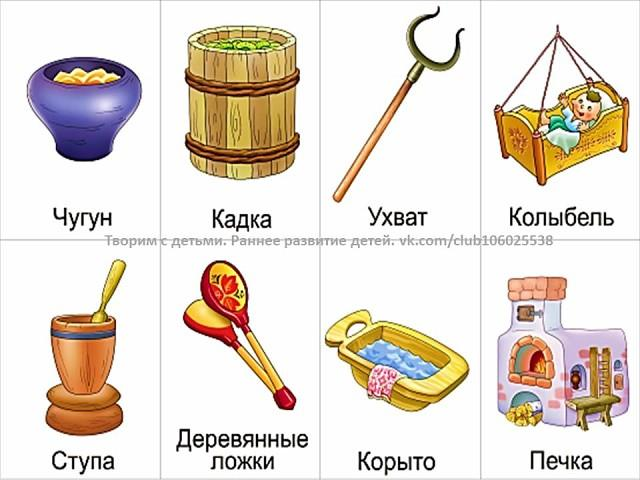 Чугун
Кадка
Ухват
Колыбель
Творим с детьми. Раннее развитие детей. vk.com/club106025538
Ступа
Деревянные
ложки
Корыто
Печка